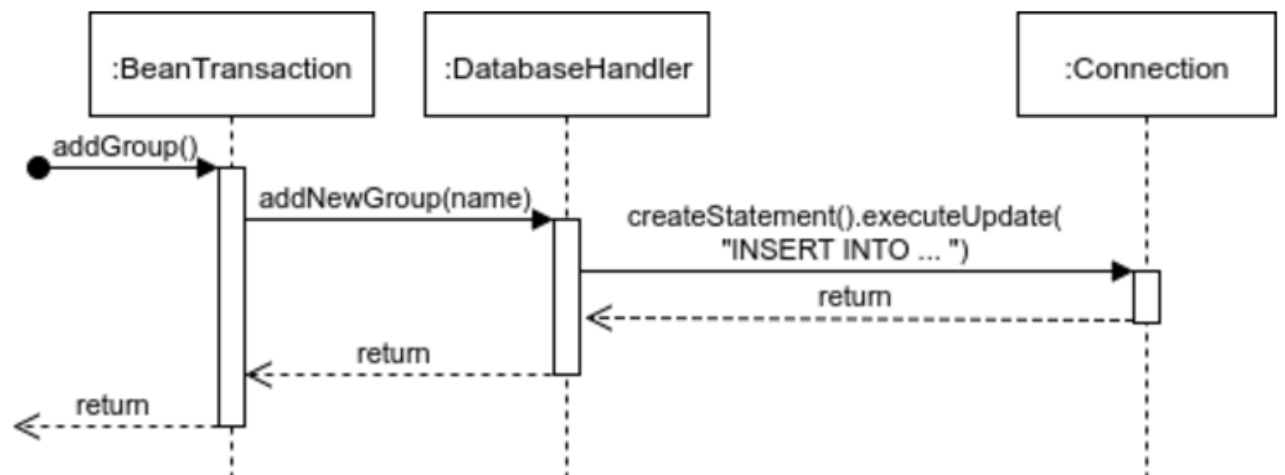 :BeanTransaction
:DatabaseHandler
:Connection
addGroup()
addNewGroup(name)
createStatement().executeUpdate(
"INSERT INTO ... ")
return
return
return